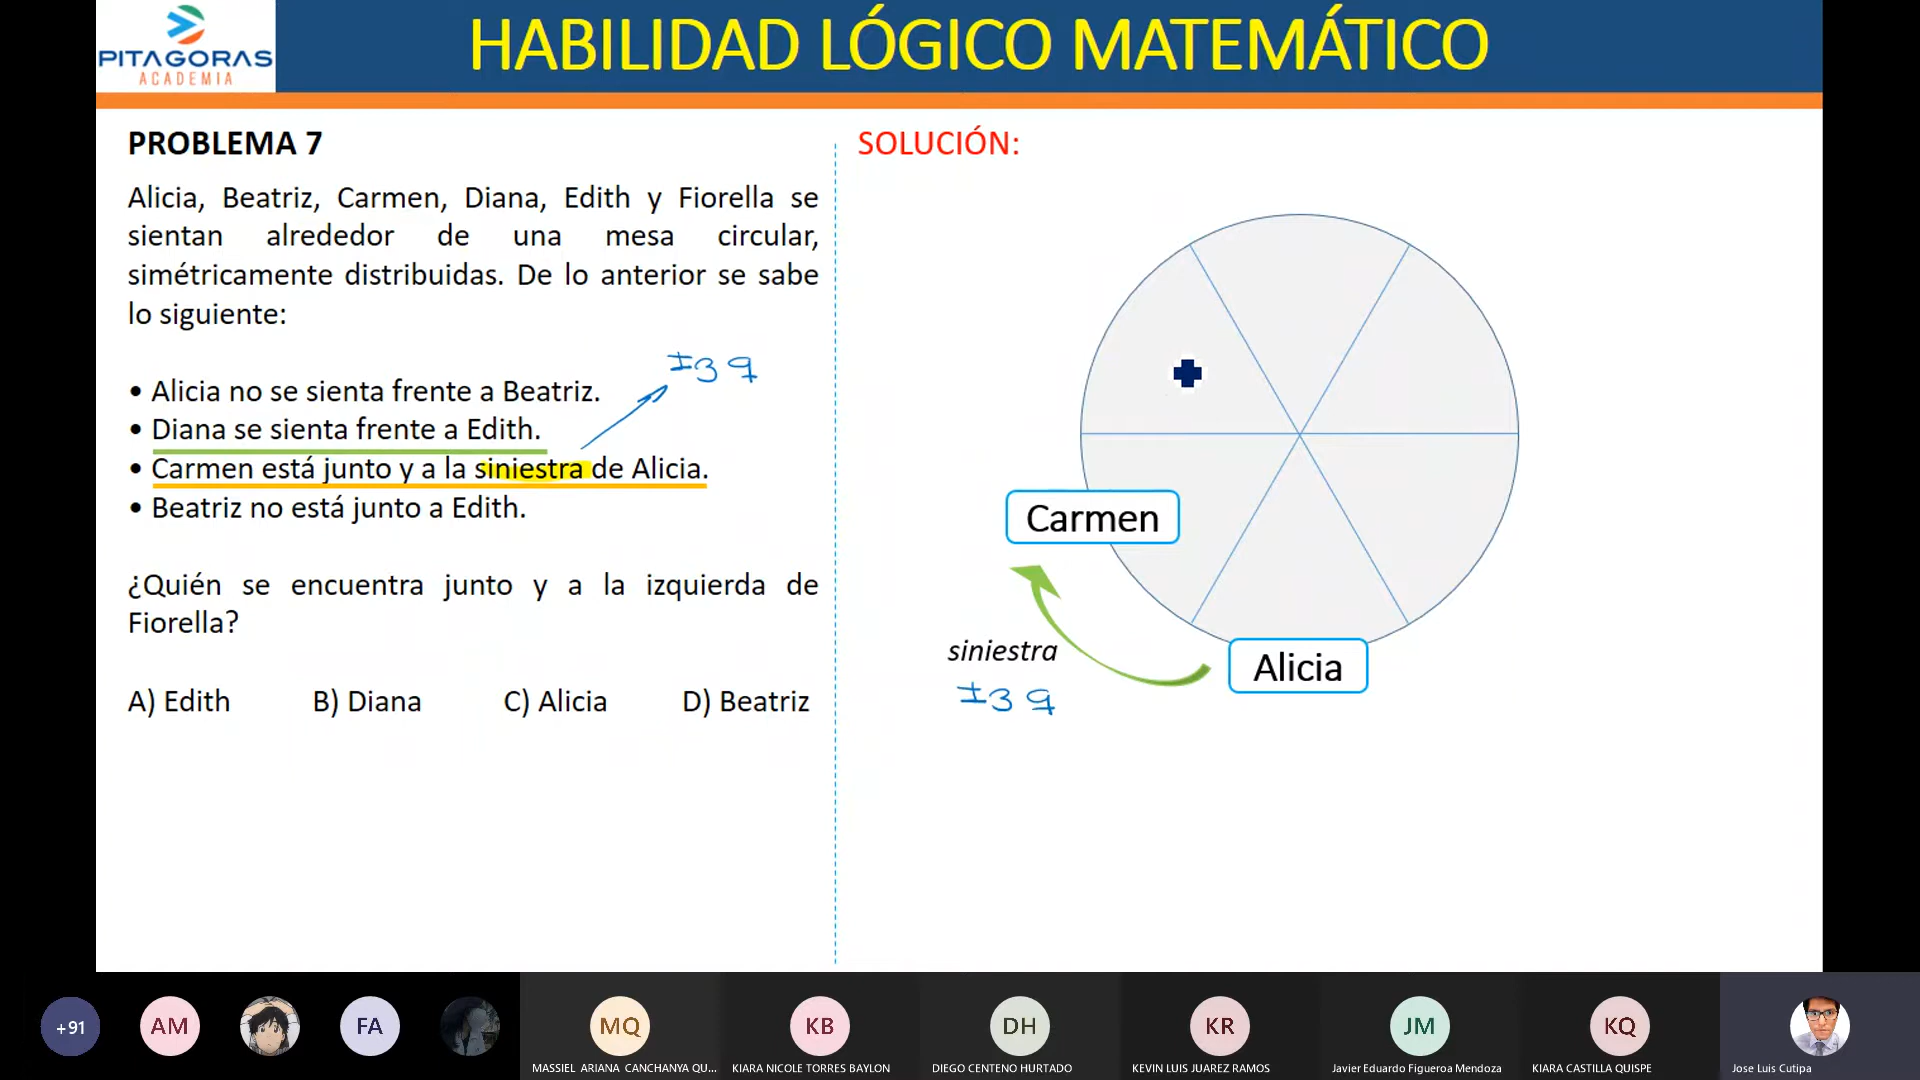 PITAGORAS
ACADEMIA
HABILIDAD LÓGICO MATEMÁTICO
PROBLEMA 7
Alicia, Beatriz, Carmen, Diana, Edith y Fiorella se
sientan alrededor de una mesa circular,
simétricamente distribuidas. De lo anterior se sabe
lo siguiente:
Izq
• Alicia no se sienta frente a Beatriz.
• Diana se sienta frente a Edith.
• Carmen está junto y a la siniestra de Alicia.
• Beatriz no está junto a Edith.
¿Quién se encuentra junto y a la izquierda de
Fiorella?
A) Edith B) Diana C) Alicia D) Beatriz
SOLUCIÓN:
Carmen
siniestra
Izq
Alicia
+91
AM
FA
MQ
KB
DH
KR
JM
KQ
MASSIEL ARIANA CANCHANYA QU...
KIARA NICOLE TORRES BAYLON
DIEGO CENTENO HURTADO
KEVIN LUIS JUAREZ RAMOS
Javier Eduardo Figueroa Mendoza
KIARA CASTILLA QUISPE
Jose Luis Cutipa